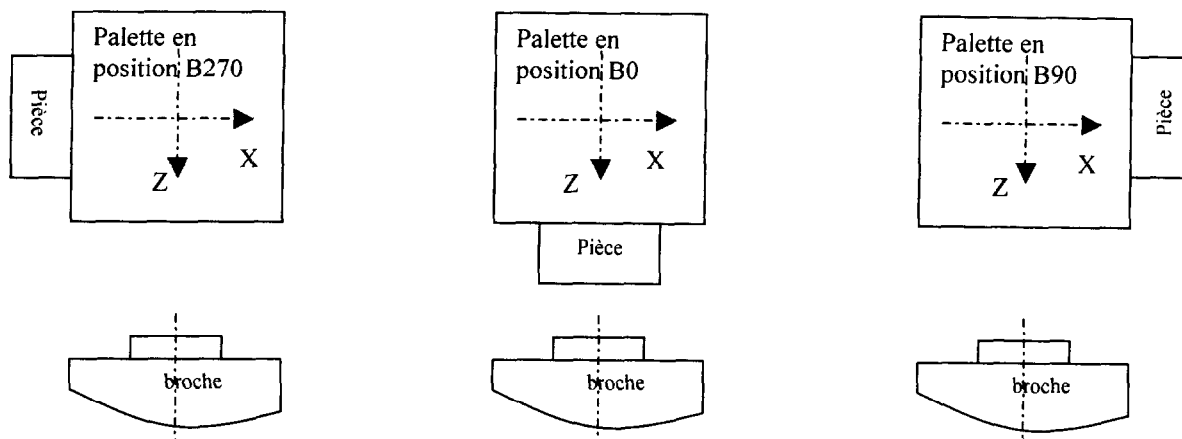 Palette en
position B270
Pièce
X
Z
broche
Palette en
position B0
X
Z
Pièce
broche
Palette en
position B90
Pièce
X
Z
broche